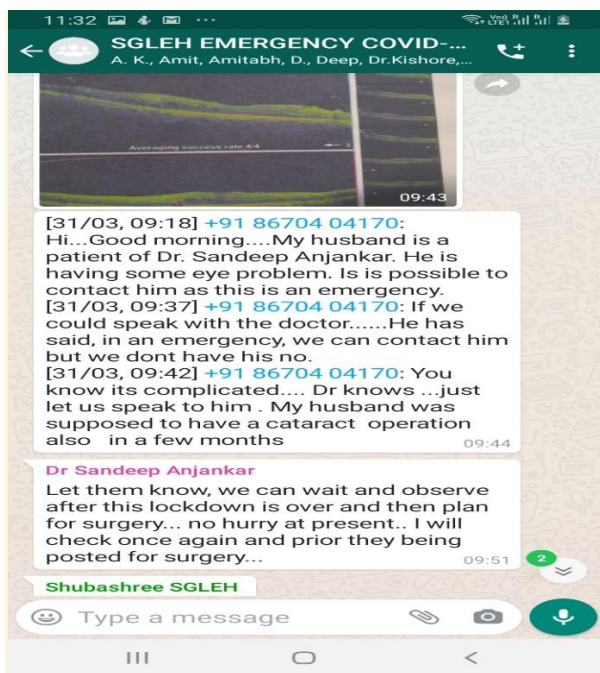 11:32
SGLEH EMERGENCY COVID-...
A. K., Amit, Amitabh, D., Deep, Dr.Kishore,...
Averaging success rate 4/4
09:43
[31/03, 09:18] +91 86704 04170:
Hi...Good morning....My husband is a
patient of Dr. Sandeep Anjankar. He is
having some eye problem. Is is possible to
contact him as this is an emergency.
[31/03, 09:37] +91 86704 04170: If we
could speak with the doctor......He has
said, in an emergency, we can contact him
but we dont have his no.
[31/03, 09:42] +91 86704 04170: You
know its complicated.... Dr knows ...just
let us speak to him . My husband was
supposed to have a cataract operation
also in a few months
09:44
Dr Sandeep Anjankar
Let them know, we can wait and observe
after this lockdown is over and then plan
for surgery... no hurry at present.. I will
check once again and prior they being
posted for surgery...
09:51
2
Shubashree SGLEH
Type a message